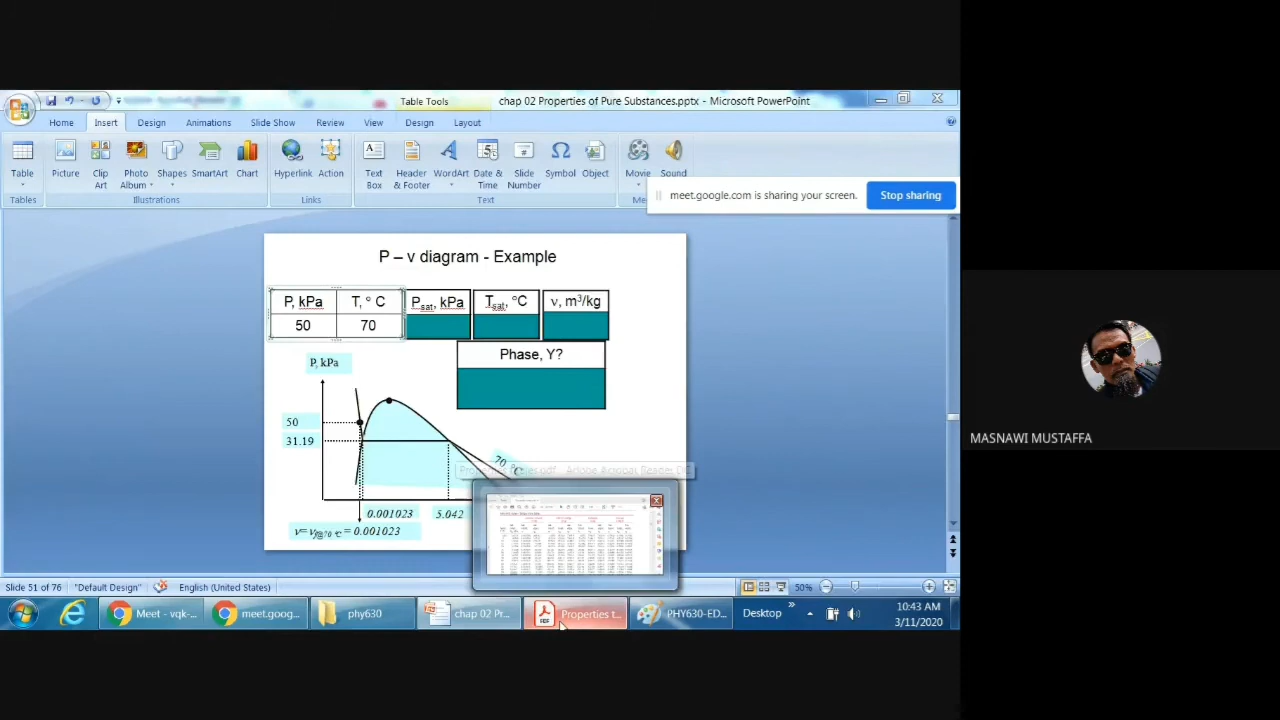 Table Tools
chap 02 Properties of Pure Substances.pptx - Microsoft PowerPoint
Home Insert Design Animations Slide Show Review View Design Layout
Table Picture Clip Art Photo Album Shapes SmartArt Chart Hyperlink Action Text Box Header & Footer WordArt Date & Time Slide Number Symbol Object Movie Sound
Tables Illustrations Links Text
meet.google.com is sharing your screen. Stop sharing
P – v diagram - Example
P, kPa T, ° C Psat, kPa Tsat, °C v, m3/kg
50 70
Phase, Y?
P, kPa
50
31.19
70 °C
0.001023 5.042
v= vf@70 °C = 0.001023
MASNAWI MUSTAFFA
Slide 51 of 76 "Default Design" English (United States) 50%
Meet - vqk-... meet.goog... phy630 chap 02 Pr... Properties t... PHY630-ED... Desktop »
10:43 AM
3/11/2020